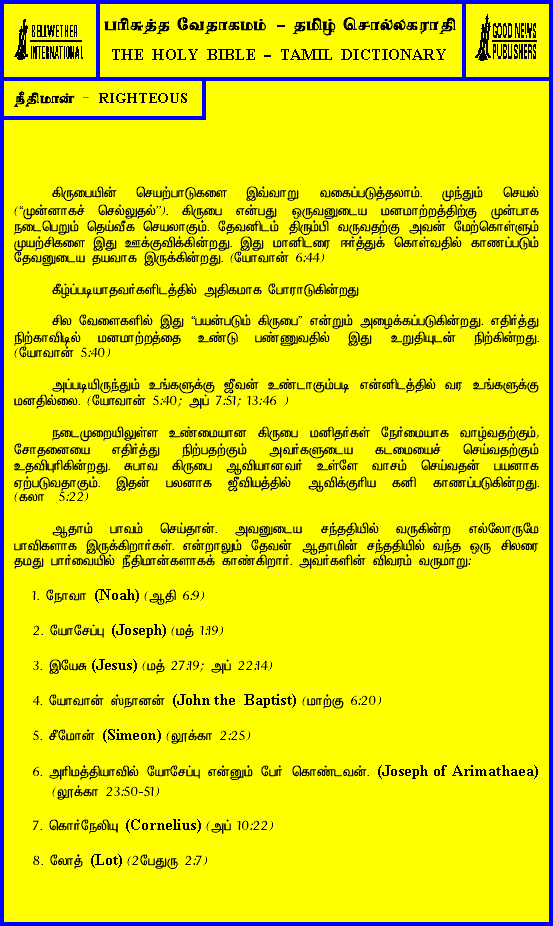 BELLWETHER
INTERNATIONAL
பரிசுத்த வேதாகமம் – தமிழ் சொல்லகராதி
THE HOLY BIBLE – TAMIL DICTIONARY
GOOD NEWS
PUBLISHERS
நீதிமான் – RIGHTEOUS
கிருபையின் செயற்பாடுகளை இவ்வாறு வகைப்படுத்தலாம். முந்தும் செயல்
(“முன்னாகச் செல்லுதல்”). கிருபை என்பது ஒருவனுடைய மனமாற்றத்திற்கு முன்பாக
நடைபெறும் தெய்வீக செயலாகும். தேவனிடம் திரும்பி வருவதற்கு அவன் மேற்கொள்ளும்
முயற்சிகளை இது ஊக்குவிக்கின்றது. இது மானிடரை ஈர்த்துக் கொள்வதில் காணப்படும்
தேவனுடைய தயவாக இருக்கின்றது. (யோவான் 6:44)
கீழ்ப்படியாதவர்களிடத்தில் அதிகமாக போராடுகின்றது
சில வேளைகளில் இது “பயன்படும் கிருபை” என்றும் அழைக்கப்படுகின்றது. எதிர்த்து
நிற்காவிடில் மனமாற்றத்தை உண்டு பண்ணுவதில் இது உறுதியுடன் நிற்கின்றது.
(யோவான் 5:40)
அப்படியிருந்தும் உங்களுக்கு ஜீவன் உண்டாகும்படி என்னிடத்தில் வர உங்களுக்கு
மனதில்லை. (யோவான் 5:40; அப் 7:51; 13:46 )
நடைமுறையிலுள்ள உண்மையான கிருபை மனிதர்கள் நேர்மையாக வாழ்வதற்கும்,
சோதனையை எதிர்த்து நிற்பதற்கும் அவர்களுடைய கடமையைச் செய்வதற்கும்
உதவிபுரிகின்றது. சுபாவ கிருபை ஆவியானவர் உள்ளே வாசம் செய்வதன் பயனாக
ஏற்படுவதாகும். இதன் பலனாக ஜீவியத்தில் ஆவிக்குரிய கனி காணப்படுகின்றது.
(கலா 5:22)
ஆதாம் பாவம் செய்தான். அவனுடைய சந்ததியில் வருகின்ற எல்லோருமே
பாவிகளாக இருக்கிறார்கள். என்றாலும் தேவன் ஆதாமின் சந்ததியில் வந்த ஒரு சிலரை
தமது பார்வையில் நீதிமான்களாகக் காண்கிறார். அவர்களின் விவரம் வருமாறு:
1. நோவா (Noah) (ஆதி 6:9)
2. யோசேப்பு (Joseph) (மத் 1:19)
3. இயேசு (Jesus) (மத் 27:19; அப் 22:14)
4. யோவான் ஸ்நானன் (John the Baptist) (மாற்கு 6:20)
5. சீமோன் (Simeon) (லூக்கா 2:25)
6. அரிமத்தியாவில் யோசேப்பு என்னும் பேர் கொண்டவன். (Joseph of Arimathaea)
(லூக்கா 23:50-51)
7. கொர்நேலியு (Cornelius) (அப் 10:22)
8. லோத் (Lot) (2பேதுரு 2:7)